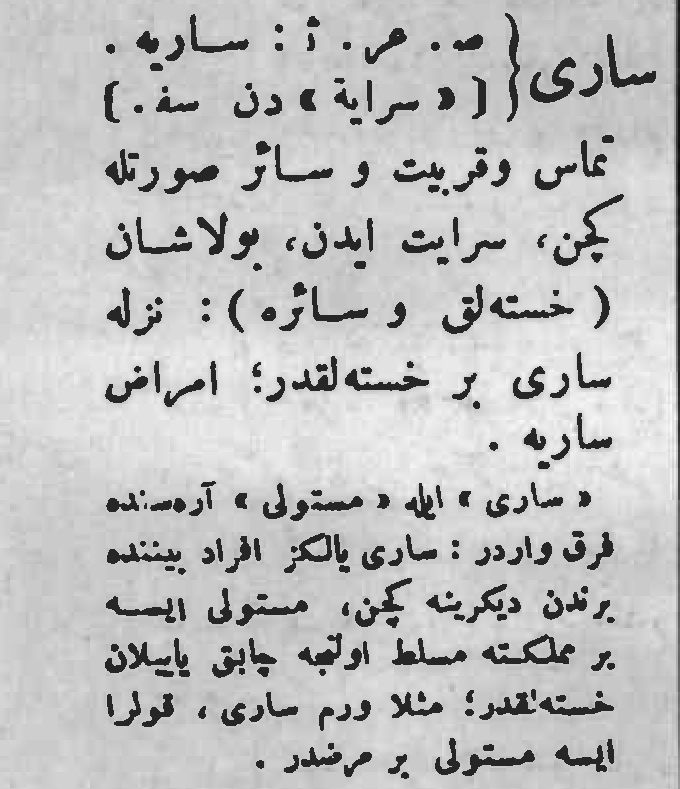 ساری { ص. عر. ث : ساریه .
[ « سرایة » دن سف . ]
تماس وقربیت و سائر صورتله
کچن، سرایت ایدن، بولاشان
( خسته‌لق و سائره ) : نزله
ساری بر خسته‌لقدر؛ امراض
ساریه .
« ساری » ایله « مستولی » آره‌سنده
فرق واردر : ساری یالکز افراد بیننده
برندن دیکرینه کچن، مستولی ایسه
بر مملکته مسلط اولنجه چابق یاییلان
خسته‌لقدر؛ مثلا ورم ساری، قولرا
ایسه مستولی بر مرضدر .